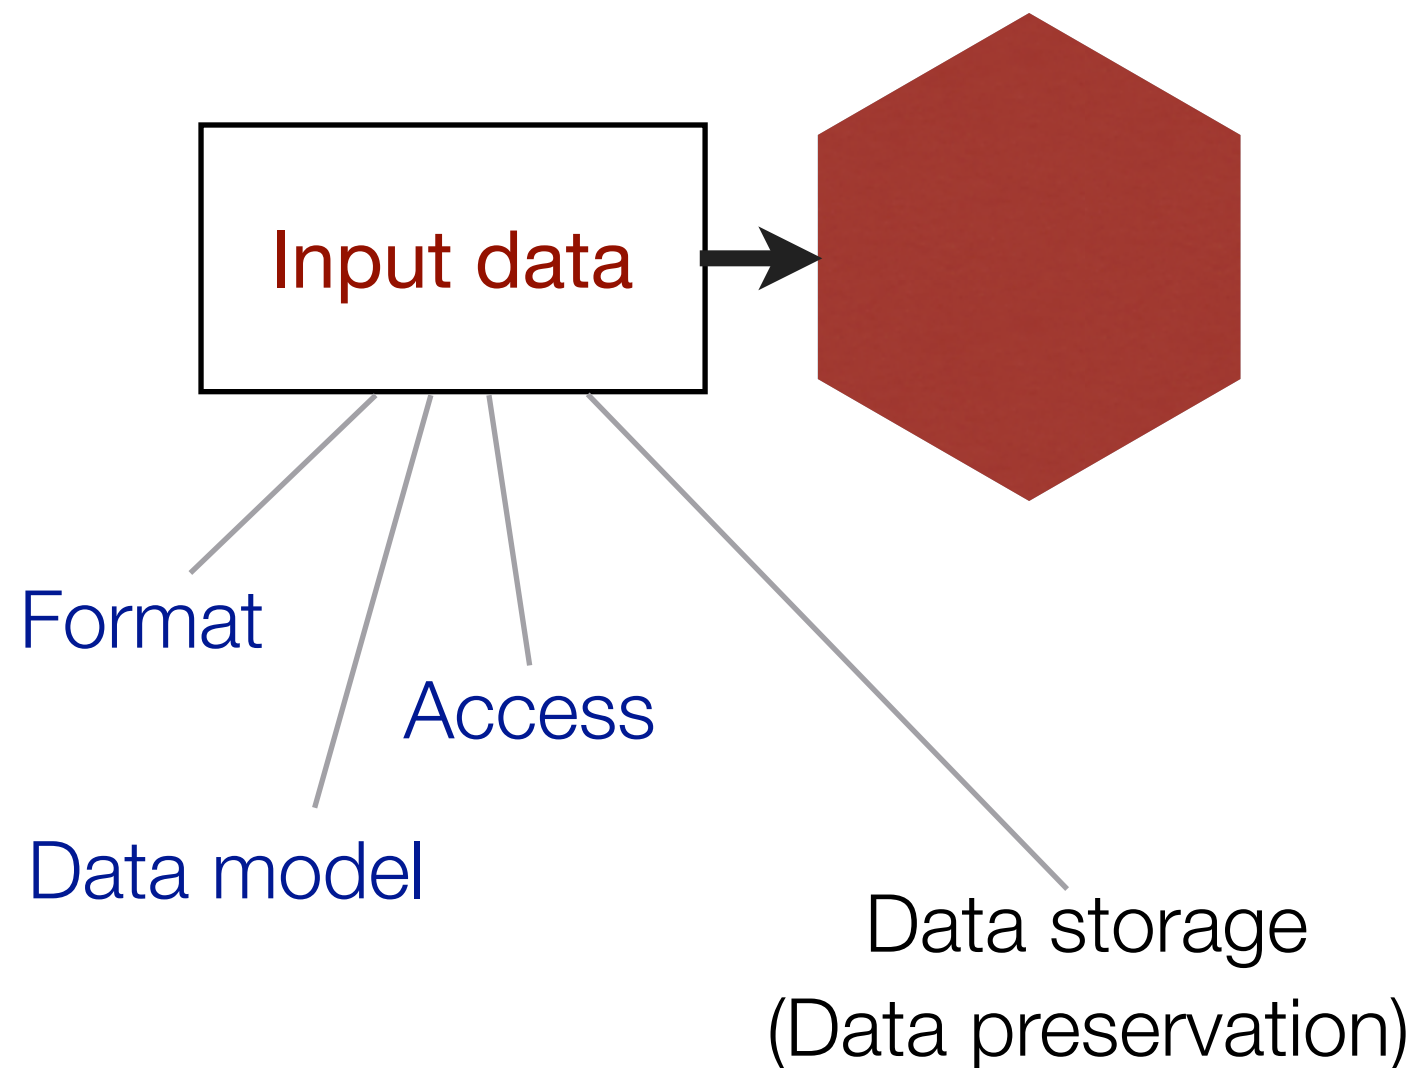 Input data
Format
Access
Data model
Data storage
(Data preservation)